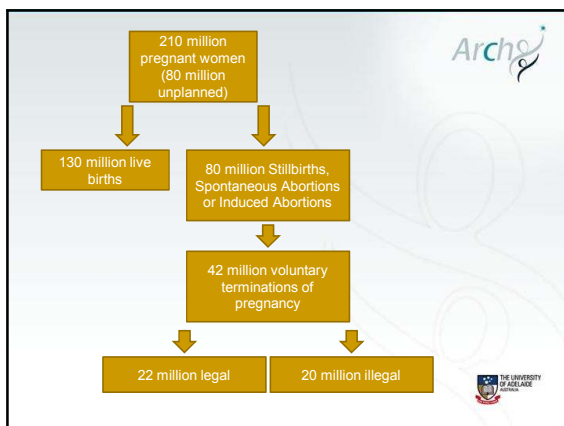 210 million
pregnant women
(80 million
unplanned)
Arch
130 million live
births
80 million Stillbirths,
Spontaneous Abortions
or Induced Abortions
42 million voluntary
terminations of
pregnancy
22 million legal
20 million illegal
THE UNIVERSITY
OF ADELAIDE
AUSTRALIA